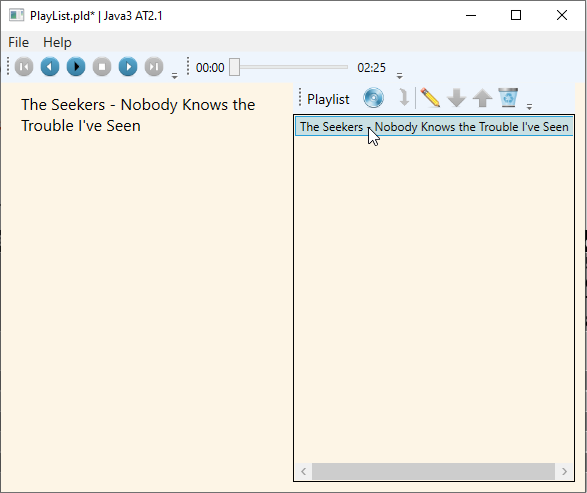 PlayList.pld* | Java3 AT2.1
File Help
00:00 02:25
The Seekers - Nobody Knows the
Trouble I've Seen
Playlist
The Seekers - Nobody Knows the Trouble I've Seen